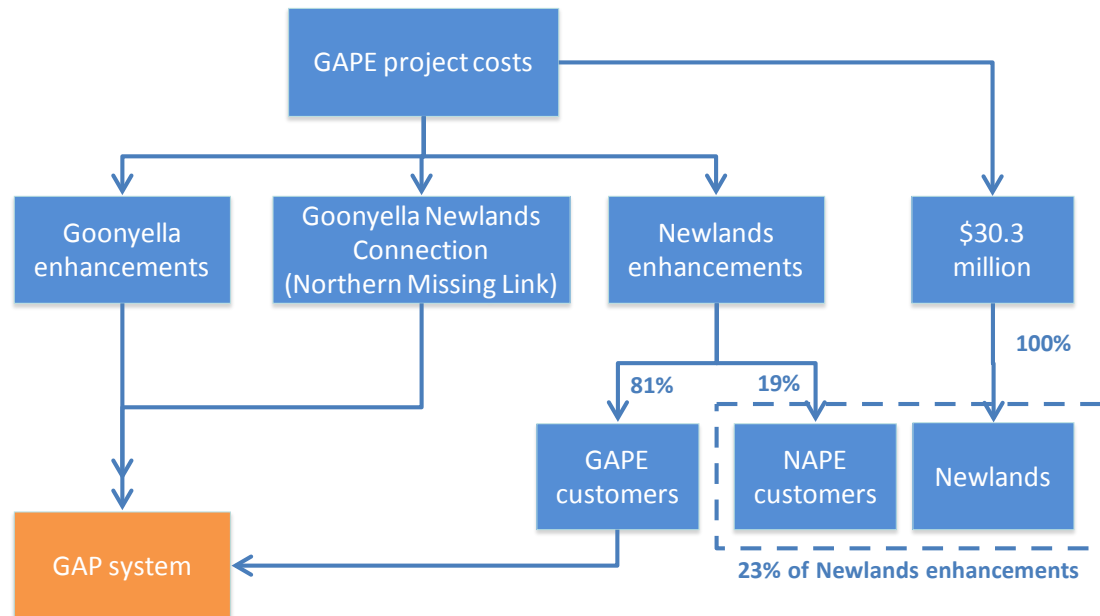 GAPE project costs
Goonyella
enhancements
Goonyella Newlands
Connection
(Northern Missing Link)
Newlands
enhancements
$30.3
million
100%
81%
19%
GAPE
customers
NAPE
customers
Newlands
GAP system
23% of Newlands enhancements